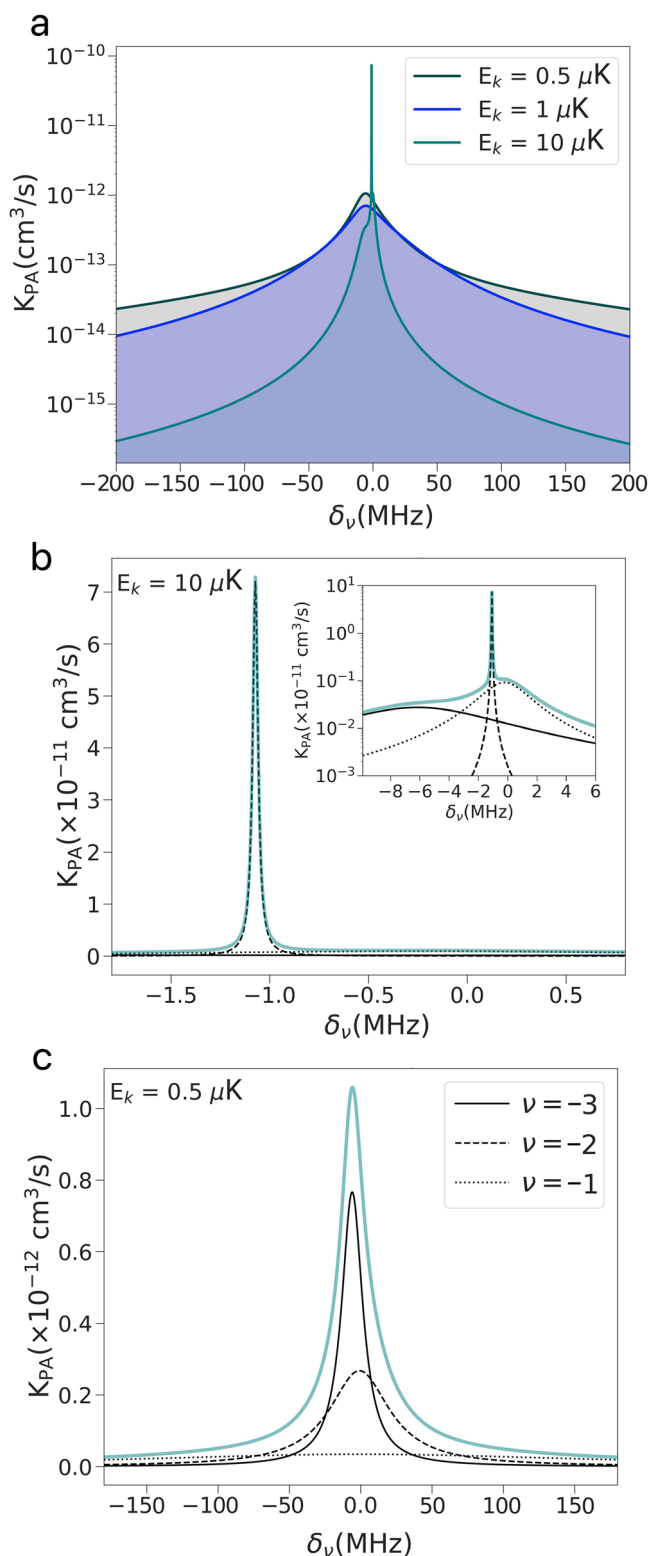 a
10⁻¹⁰
10⁻¹¹
10⁻¹²
10⁻¹³
10⁻¹⁴
10⁻¹⁵
K_PA(cm³/s)
E_k = 0.5 μK
E_k = 1 μK
E_k = 10 μK
−200 −150 −100 −50 0.0 50 100 150 200
δ_ν(MHz)
b
E_k = 10 μK
7
6
5
4
3
2
1
0
K_PA(×10⁻¹¹ cm³/s)
10¹
10⁰
10⁻¹
10⁻²
10⁻³
K_PA(×10⁻¹¹ cm³/s)
−8 −6 −4 −2 0 2 4 6
δ_ν(MHz)
−1.5 −1.0 −0.5 0.0 0.5
δ_ν(MHz)
c
E_k = 0.5 μK
ν = −3
ν = −2
ν = −1
1.0
0.8
0.6
0.4
0.2
0.0
K_PA(×10⁻¹² cm³/s)
−150 −100 −50 0.0 50 100 150
δ_ν(MHz)